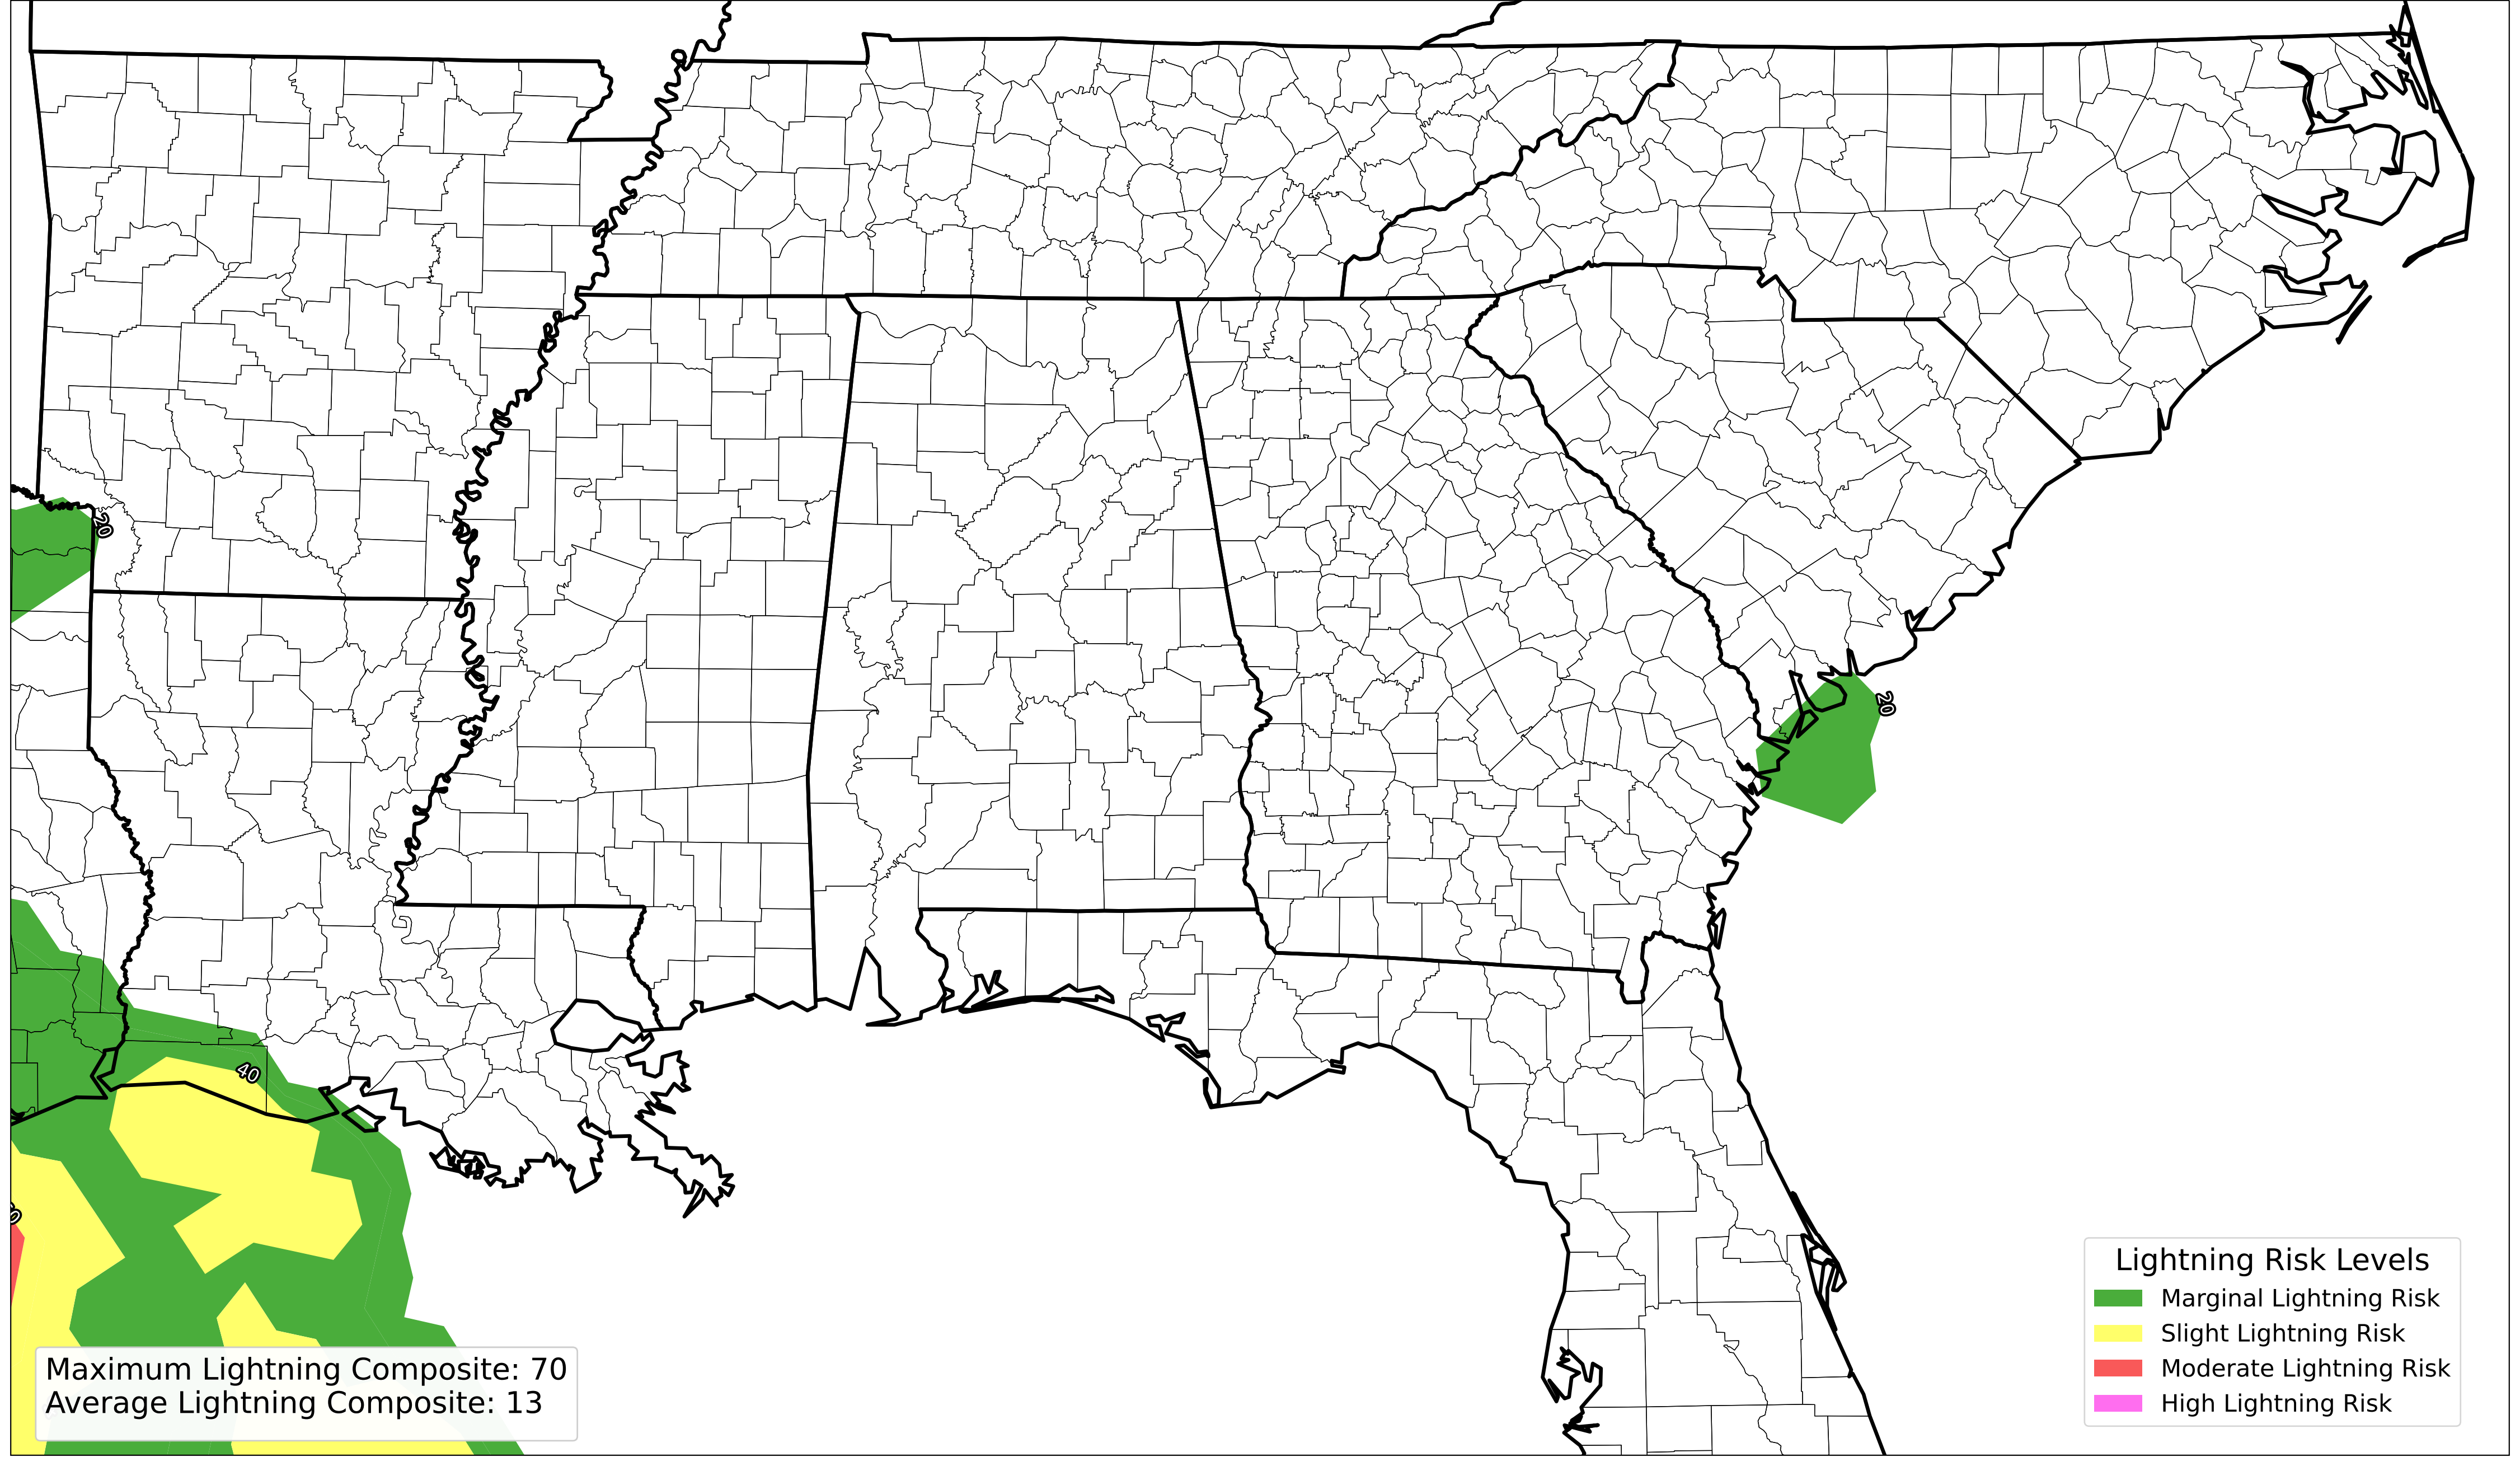 20
20
40
Lightning Risk Levels
Marginal Lightning Risk
Slight Lightning Risk
Moderate Lightning Risk
High Lightning Risk
Maximum Lightning Composite: 70
Average Lightning Composite: 13